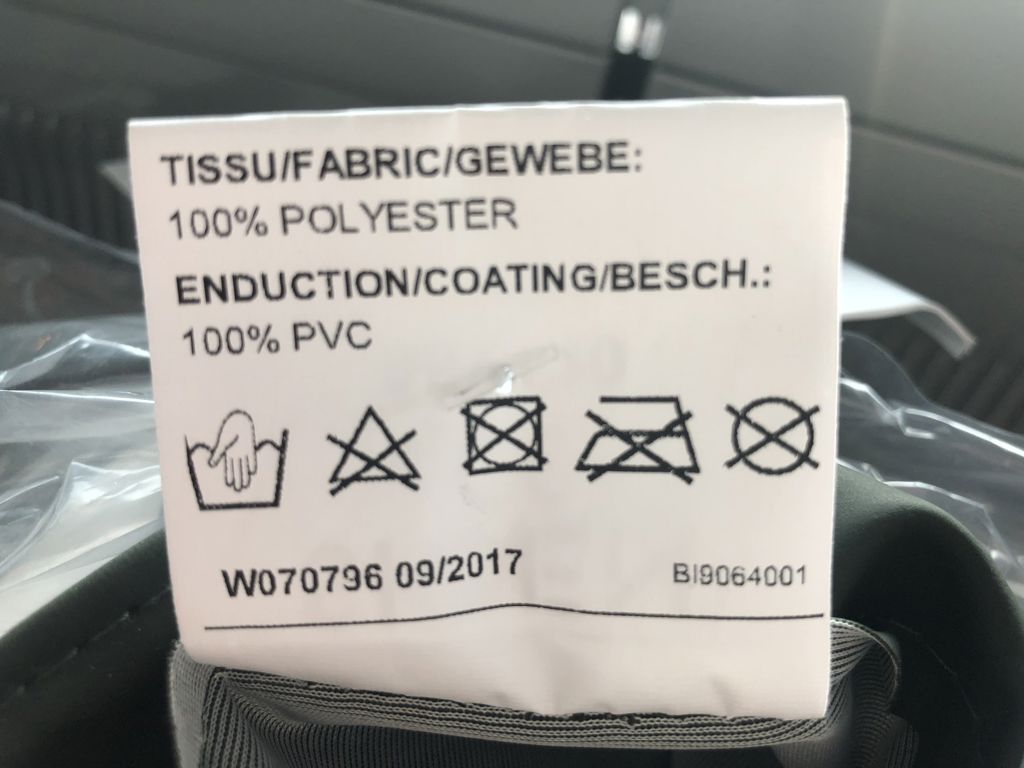 TISSU/FABRIC/GEWEBE:
100% POLYESTER
ENDUCTION/COATING/BESCH.:
100% PVC
W070796 09/2017
BI9064001